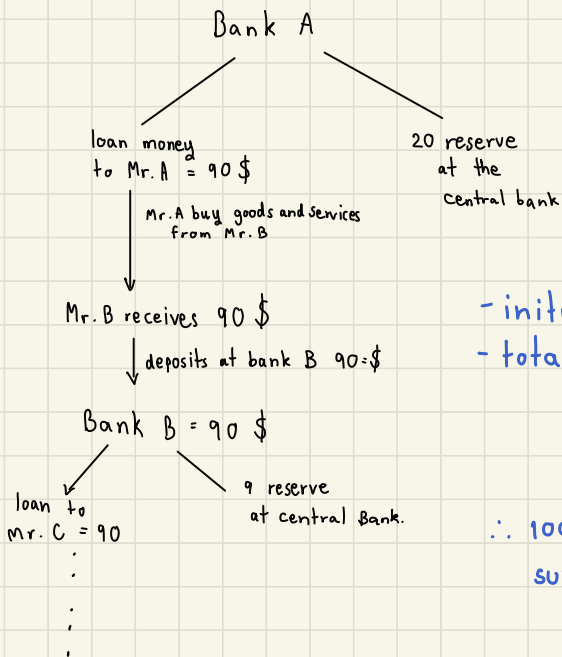 Bank A
loan money
to Mr. A = 90 $
20 reserve
at the
central bank
Mr. A buy goods and services
from Mr. B
Mr. B receives 90 $
deposits at bank B 90=$
Bank B = 90 $
loan to
Mr. C = 90
9 reserve
at central Bank.
- init
- tota
∴ 100
su